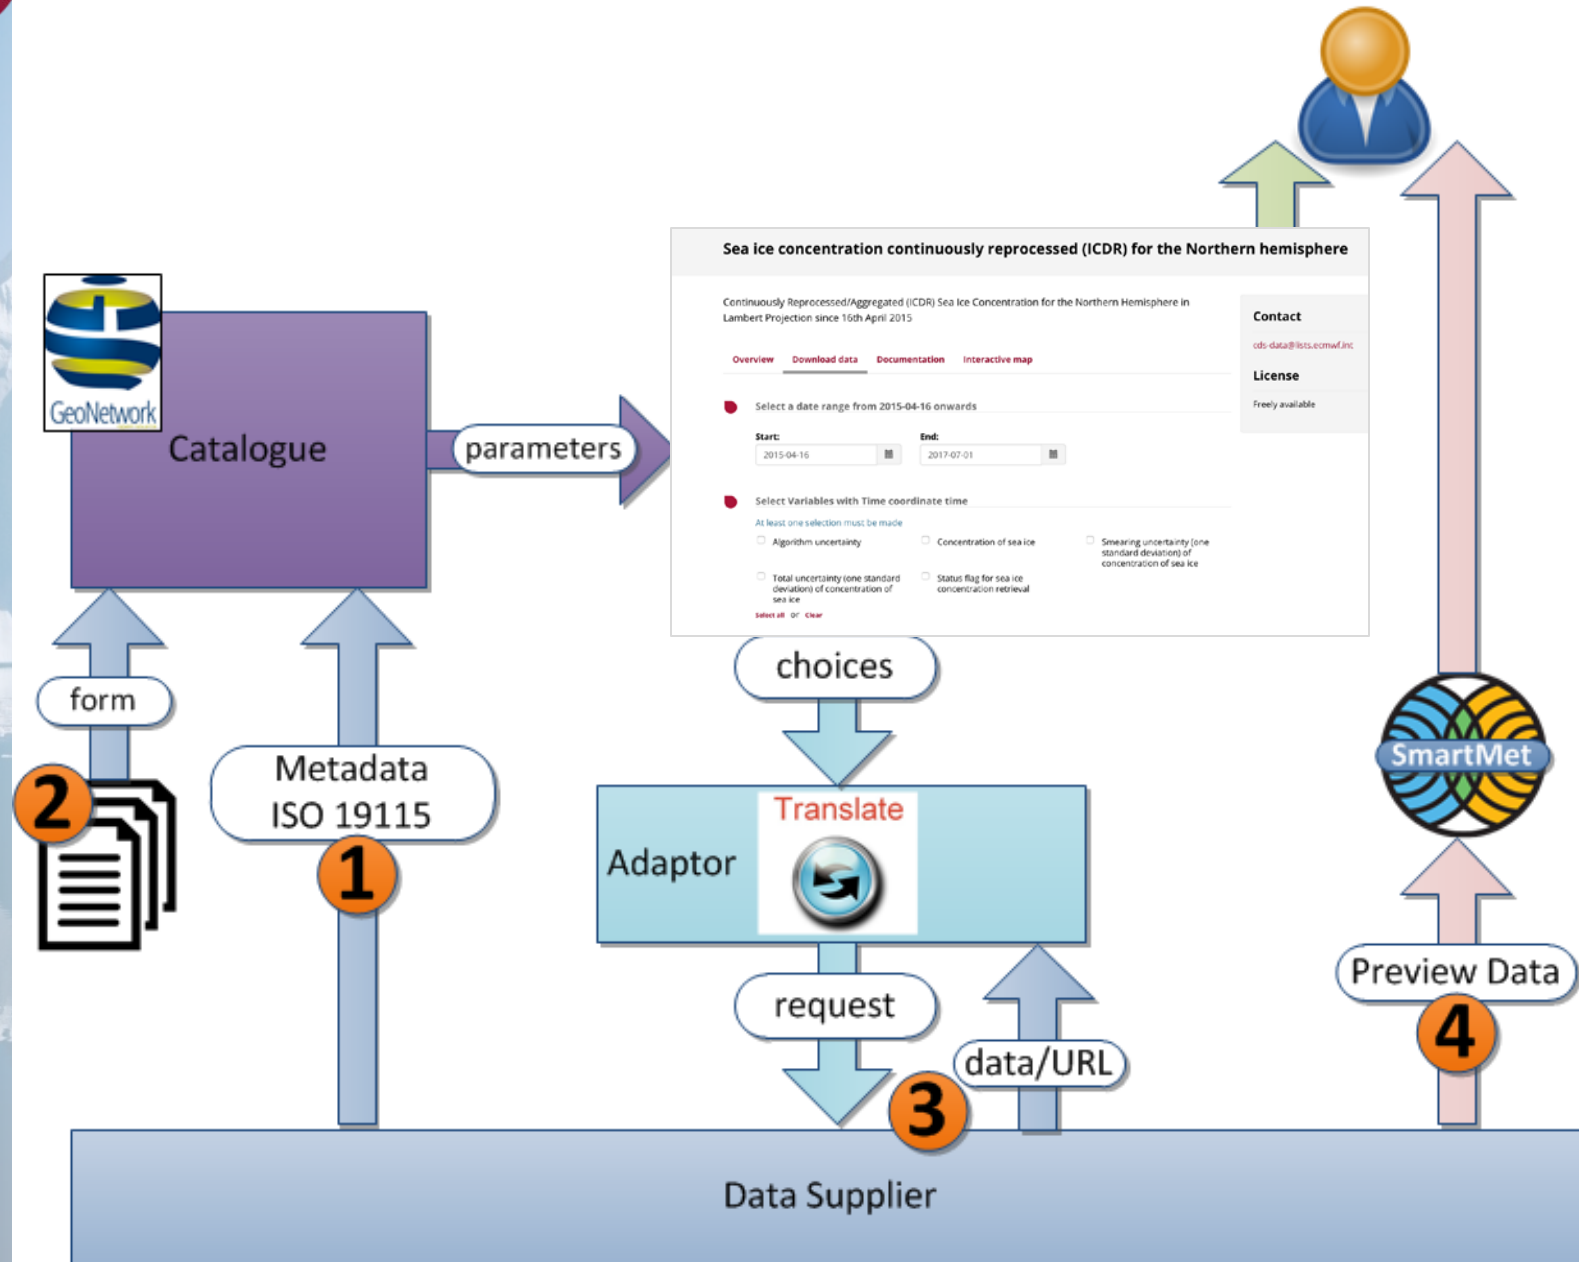 Sea ice concentration continuously reprocessed (ICDR) for the Northern hemisphere
Continuously Reprocessed/Aggregated (ICDR) Sea Ice Concentration for the Northern Hemisphere in
Lambert Projection since 16th April 2015
Contact
cds-data@lists.ecmwf.int
License
Freely available
Overview Download data Documentation Interactive map
Select a date range from 2015-04-16 onwards
Start: End:
2015-04-16 2017-07-01
Select Variables with Time coordinate time
At least one selection must be made
Algorithm uncertainty
Concentration of sea ice
Smearing uncertainty (one
standard deviation) of
concentration of sea ice
Total uncertainty (one standard
deviation) of concentration of
sea ice
Status flag for sea ice
concentration retrieval
Select all or Clear
GeoNetwork
Catalogue
parameters
form
2
Metadata
ISO 19115
1
choices
Translate
Adaptor
request
data/URL
3
SmartMet
Preview Data
4
Data Supplier